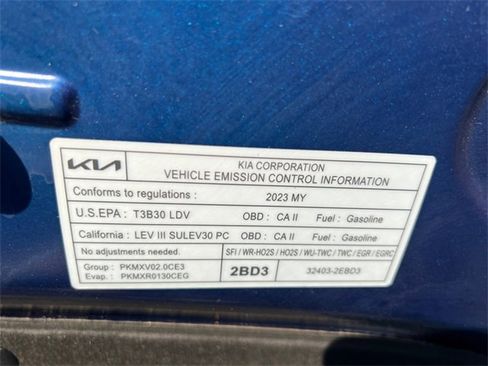 KIA
KIA CORPORATION
VEHICLE EMISSION CONTROL INFORMATION
Conforms to regulations : 2023 MY
U.S.EPA : T3B30 LDV OBD : CA II Fuel : Gasoline
California : LEV III SULEV30 PC OBD : CA II Fuel : Gasoline
No adjustments needed. SFI / WR-HO2S / HO2S / WU-TWC / TWC / EGR / EGRC
Group : PKMXV02.0CE3 2BD3 32403-2EBD3
Evap. : PKMXR0130CEG